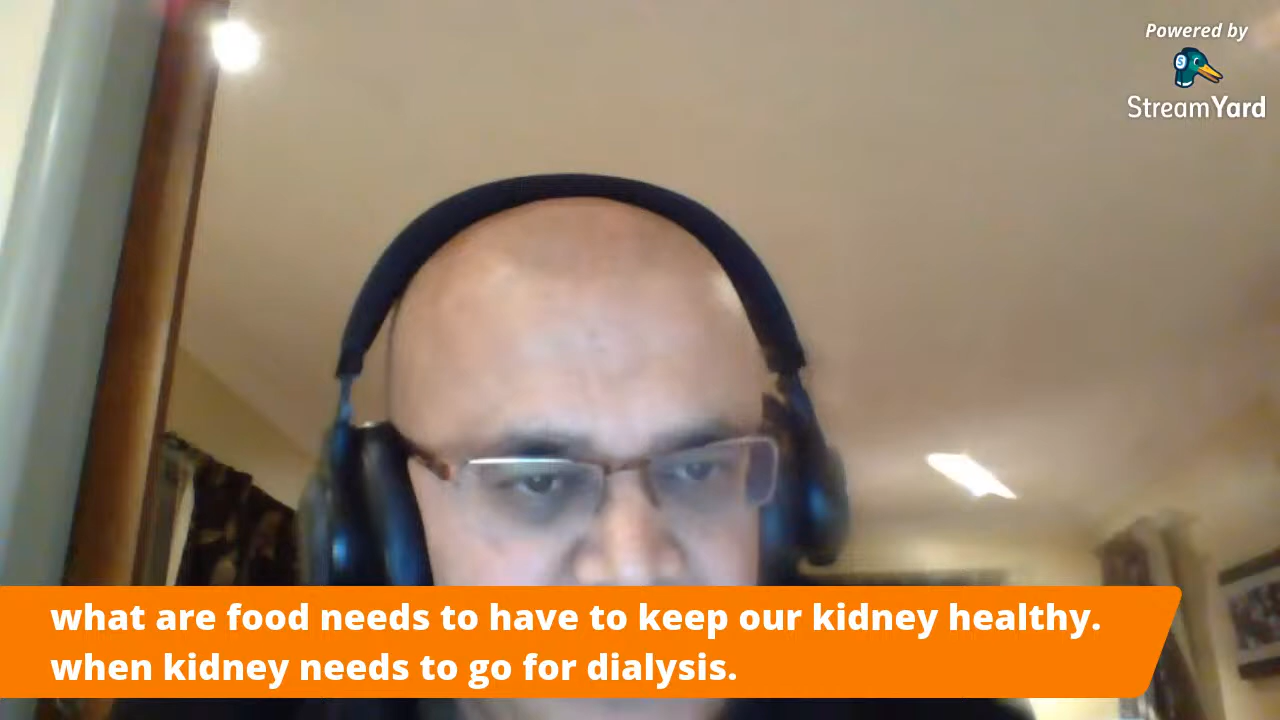 Powered by
StreamYard
what are food needs to have to keep our kidney healthy.
when kidney needs to go for dialysis.